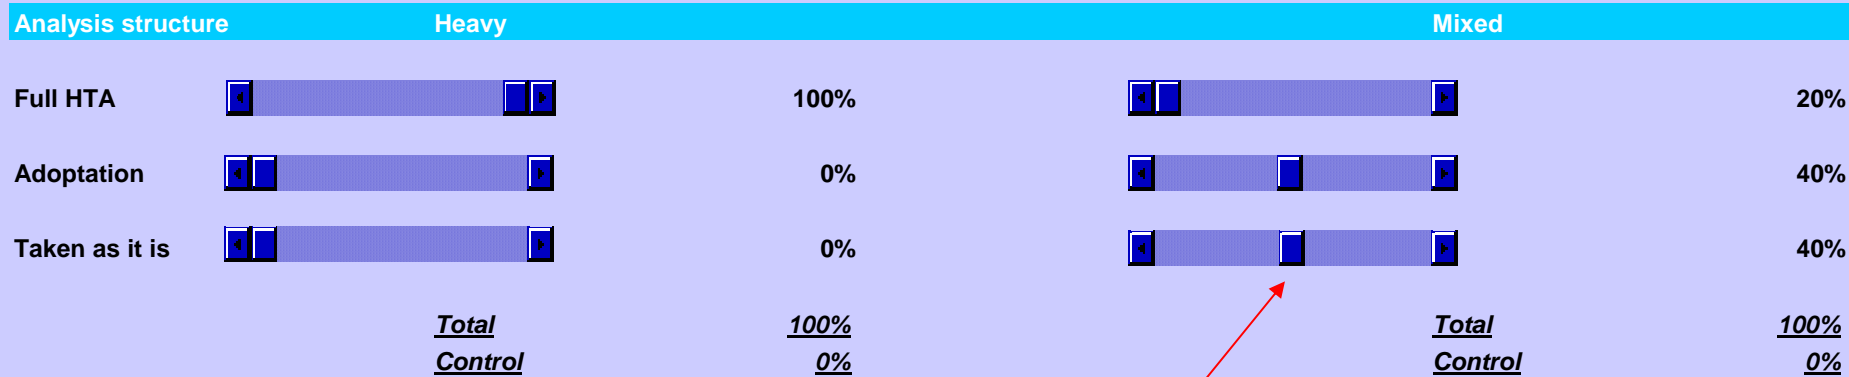 Analysis structure Heavy Mixed
Full HTA 100% 20%
Adoptation 0% 40%
Taken as it is 0% 40%
Total 100% Total 100%
Control 0% Control 0%